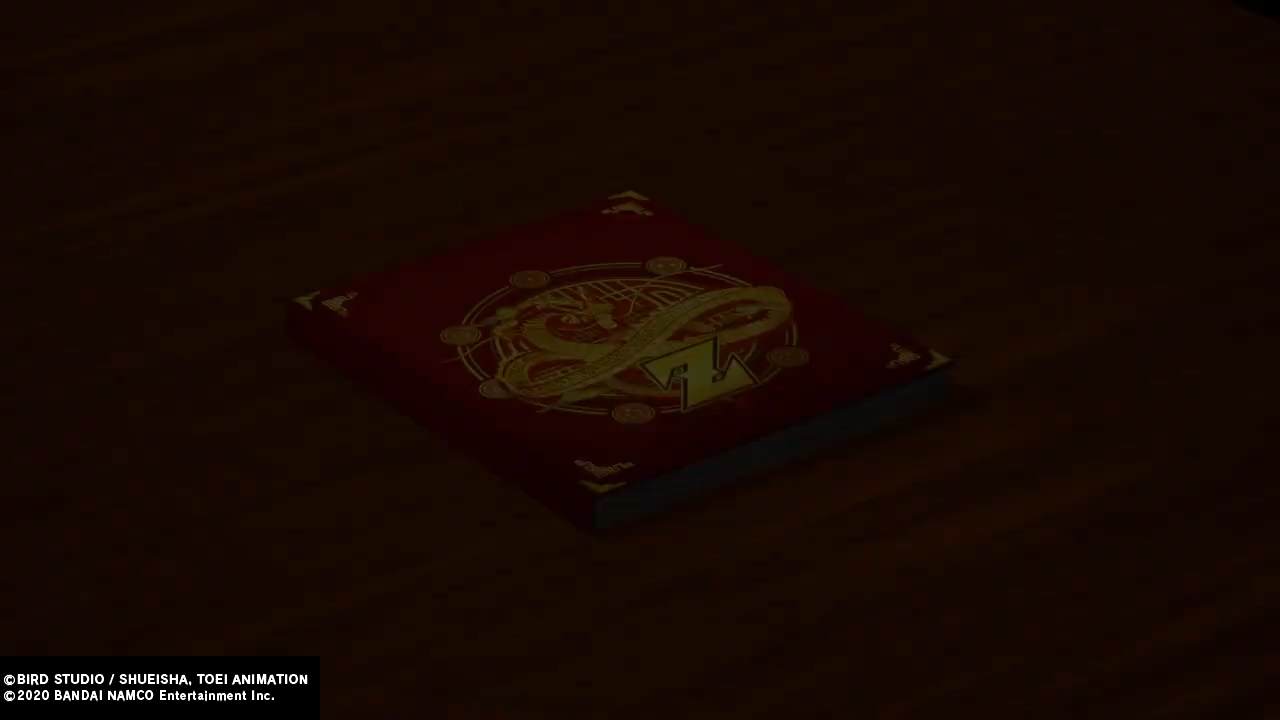 Z
©BIRD STUDIO / SHUEISHA, TOEI ANIMATION
©2020 BANDAI NAMCO Entertainment Inc.